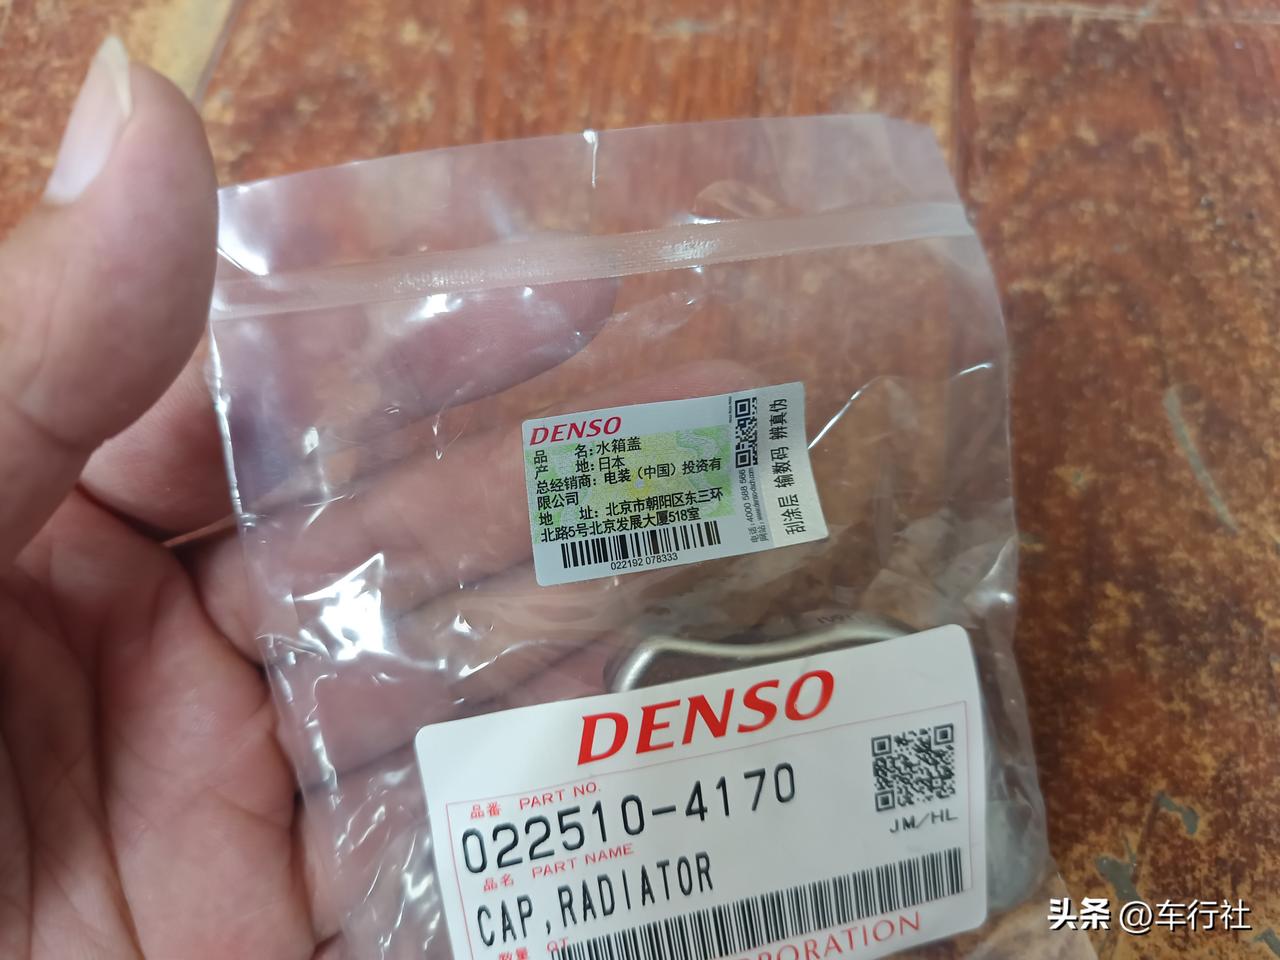 DENSO
品 名:水箱盖
产 地:日本
总经销商:电装(中国)投资有
限公司
地 址:北京市朝阳区东三环
北路5号北京发展大厦518室
022192 078333
刮涂层 输数码 辨真伪
DENSO
品番 PART NO.
022510-4170
JM/HL
品名 PART NAME
CAP,RADIATOR
数量 QT
ORPORATION
头条 @车行社